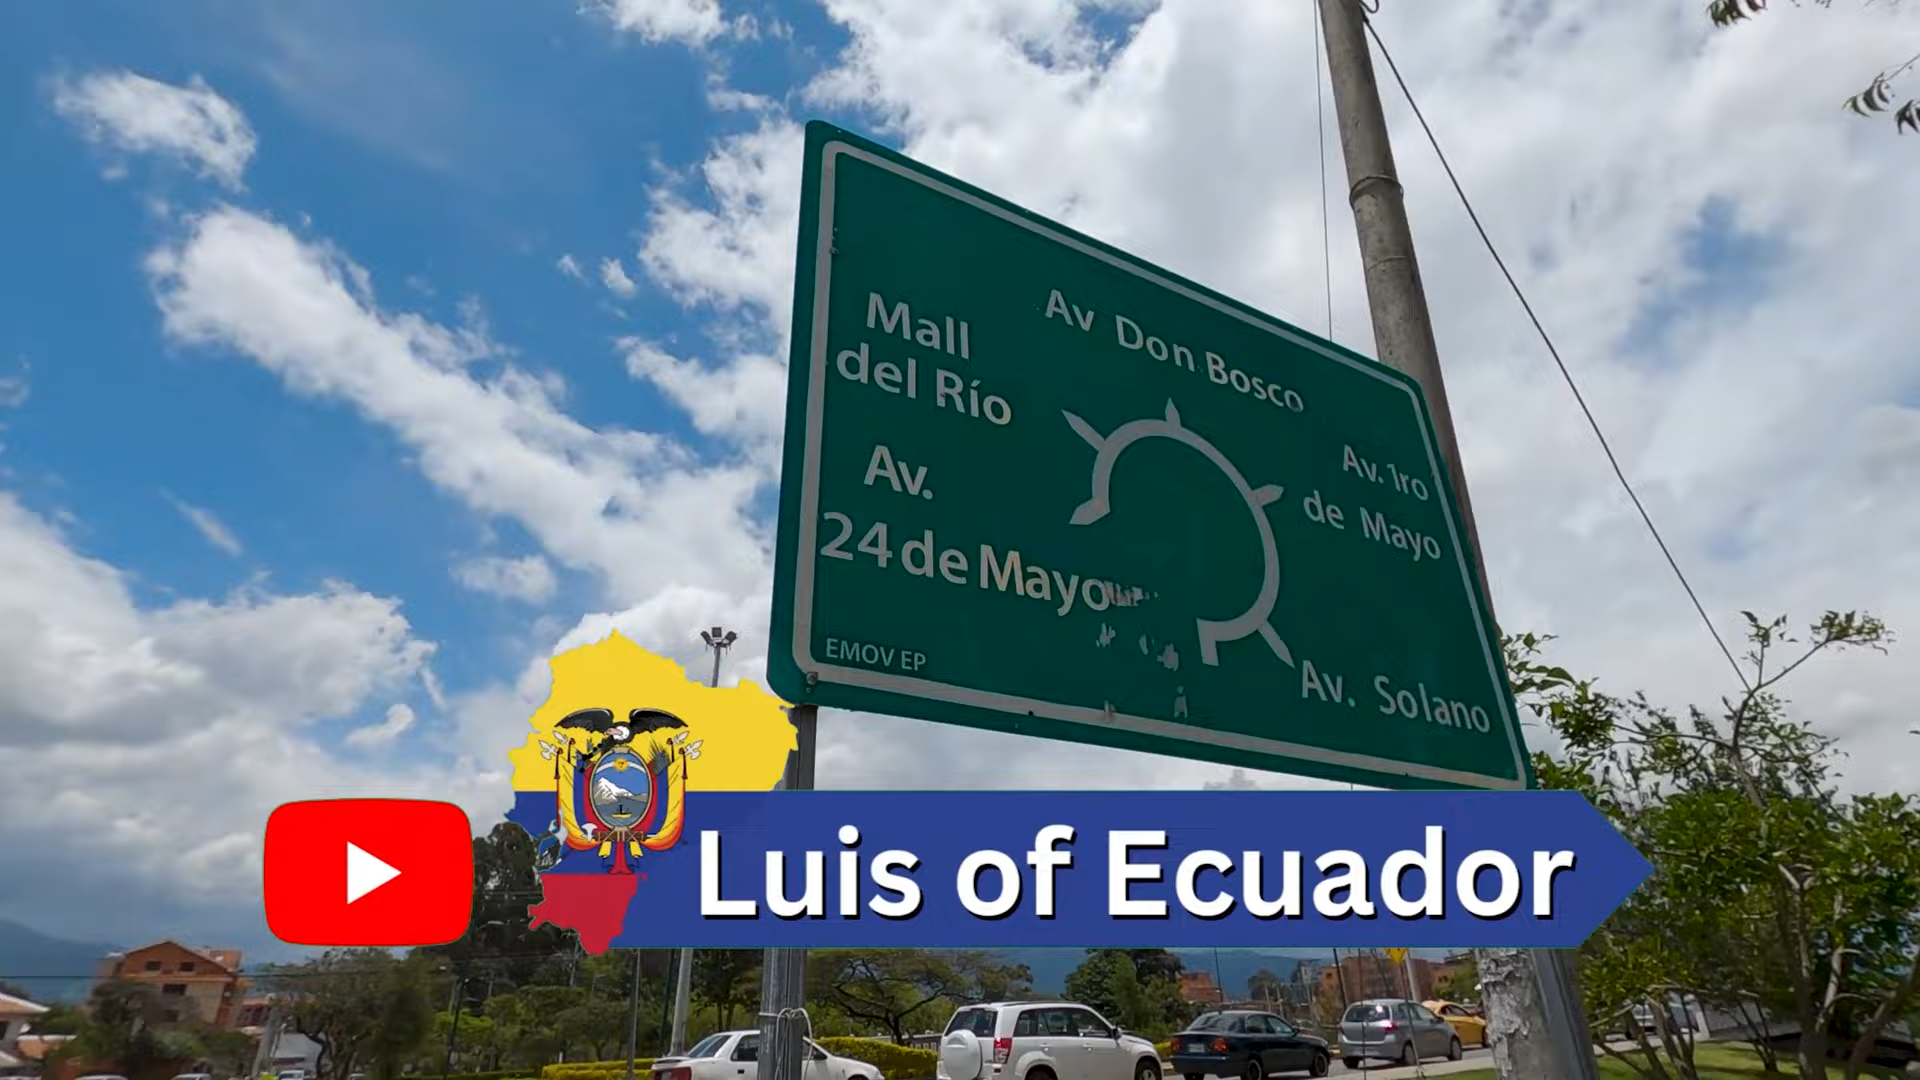 Mall
del Río
Av Don Bosco
Av.
24 de Mayo
Av. 1ro
de Mayo
Av. Solano
EMOV EP
Luis of Ecuador